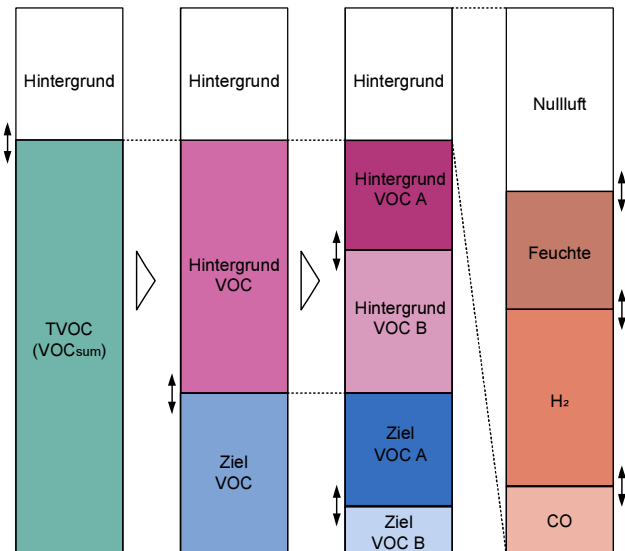 Hintergrund
TVOC
(VOCsum)
Hintergrund
Hintergrund
VOC
Ziel
VOC
Hintergrund
Hintergrund
VOC A
Hintergrund
VOC B
Ziel
VOC A
Ziel
VOC B
Nullluft
Feuchte
H₂
CO